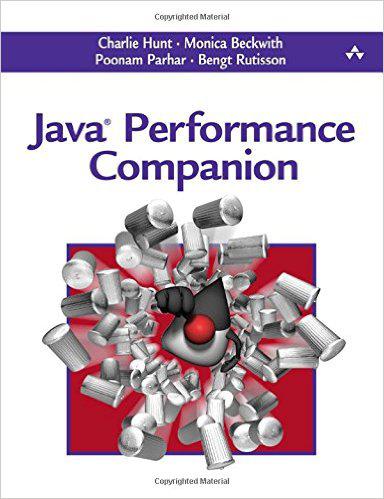 Copyrighted Material
Charlie Hunt • Monica Beckwith
Poonam Parhar • Bengt Rutisson
Java® Performance
Companion
Copyrighted Material